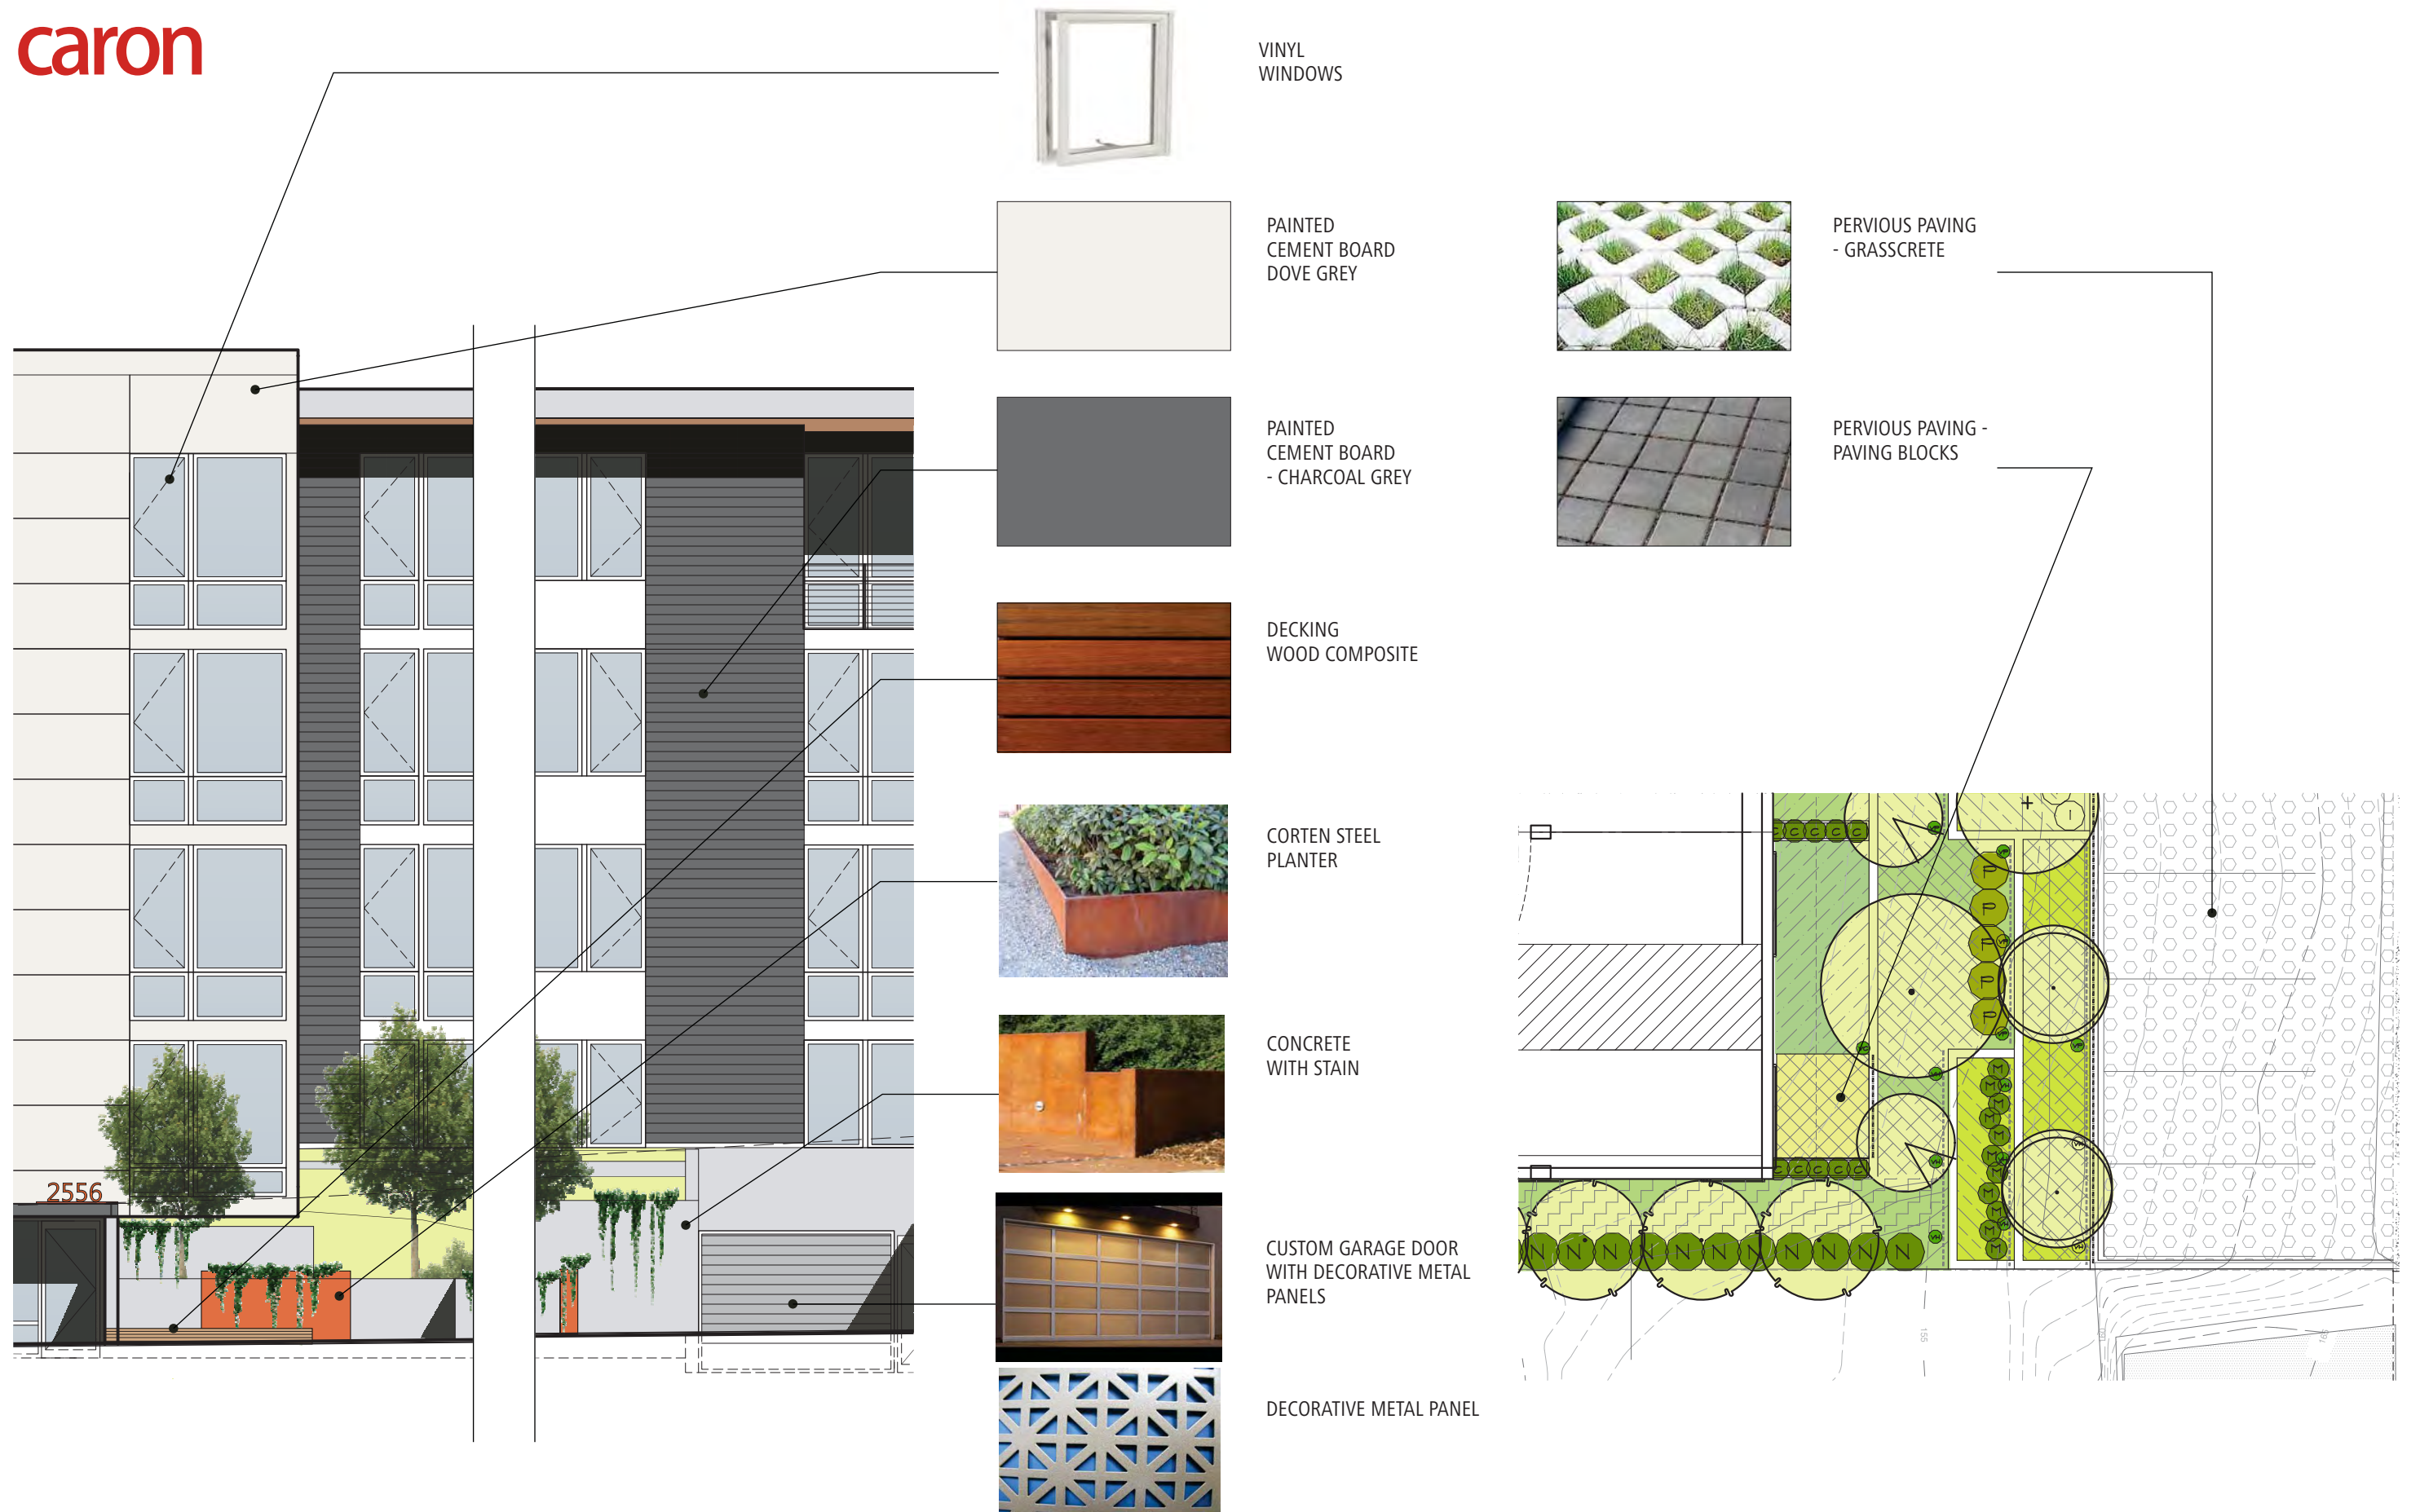 caron
VINYL
WINDOWS
PAINTED
CEMENT BOARD
DOVE GREY
PERVIOUS PAVING
- GRASSCRETE
PAINTED
CEMENT BOARD
- CHARCOAL GREY
PERVIOUS PAVING -
PAVING BLOCKS
DECKING
WOOD COMPOSITE
CORTEN STEEL
PLANTER
CONCRETE
WITH STAIN
2556
CUSTOM GARAGE DOOR
WITH DECORATIVE METAL
PANELS
DECORATIVE METAL PANEL
155